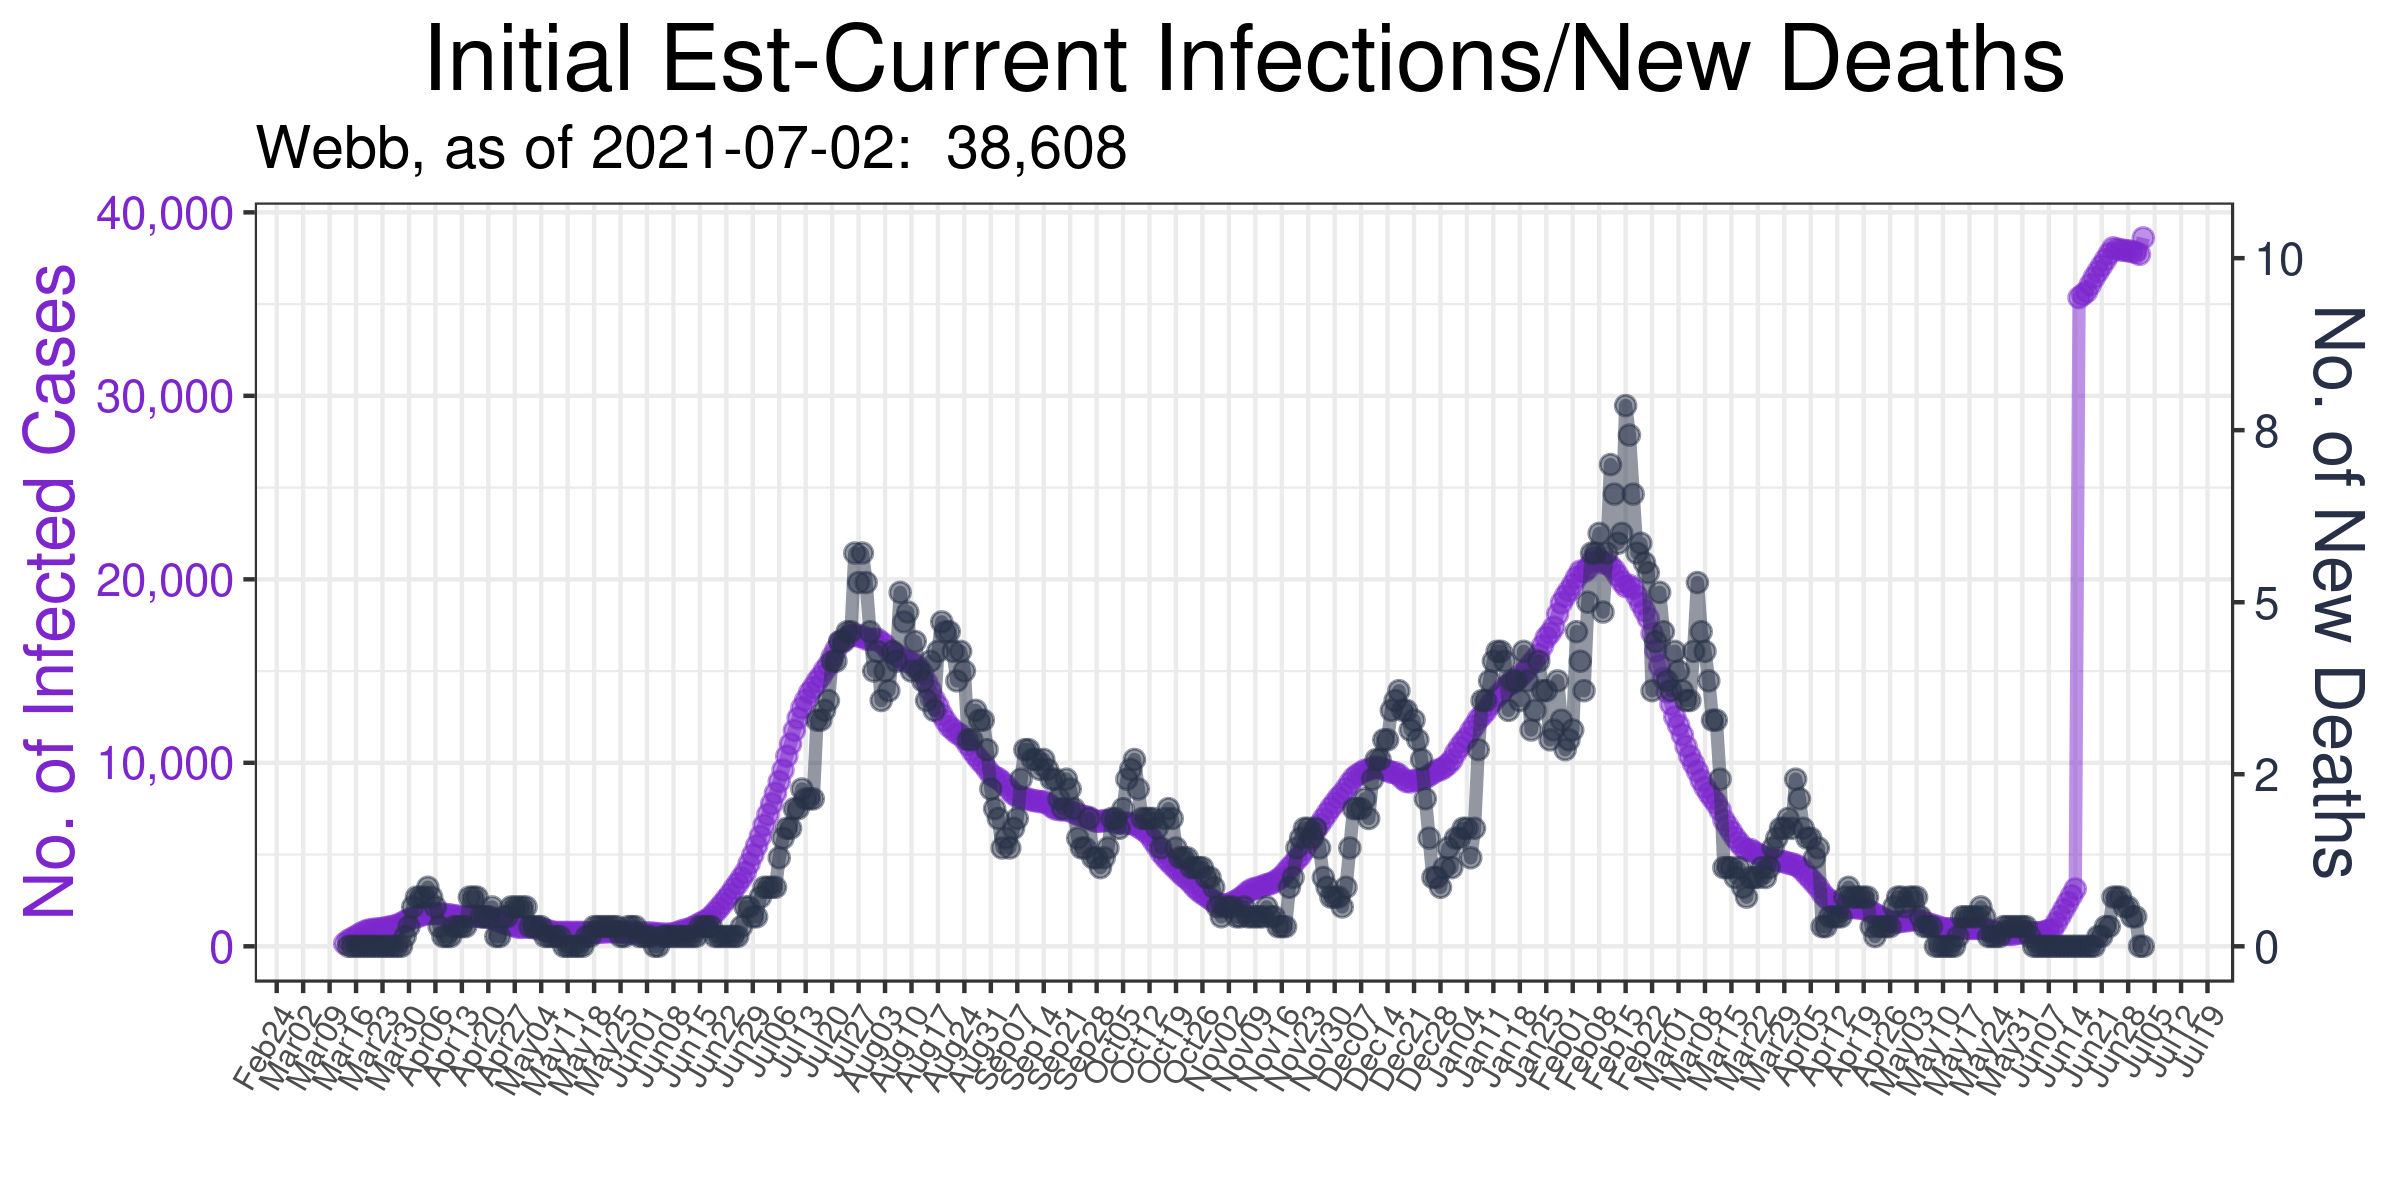 Initial Est-Current Infections/New Deaths
Webb, as of 2021-07-02: 38,608
No. of Infected Cases
40,000
30,000
20,000
10,000
0
10
8
5
2
0
No. of New Deaths
Feb24
Mar02
Mar09
Mar16
Mar23
Mar30
Apr06
Apr13
Apr20
Apr27
May04
May11
May18
May25
Jun01
Jun08
Jun15
Jun22
Jun29
Jul06
Jul13
Jul20
Jul27
Aug03
Aug10
Aug17
Aug24
Aug31
Sep07
Sep14
Sep21
Sep28
Oct05
Oct12
Oct19
Oct26
Nov02
Nov09
Nov16
Nov23
Nov30
Dec07
Dec14
Dec21
Dec28
Jan04
Jan11
Jan18
Jan25
Feb01
Feb08
Feb15
Feb22
Mar01
Mar08
Mar15
Mar22
Mar29
Apr05
Apr12
Apr19
Apr26
May03
May10
May17
May24
May31
Jun07
Jun14
Jun21
Jun28
Jul05
Jul12
Jul19